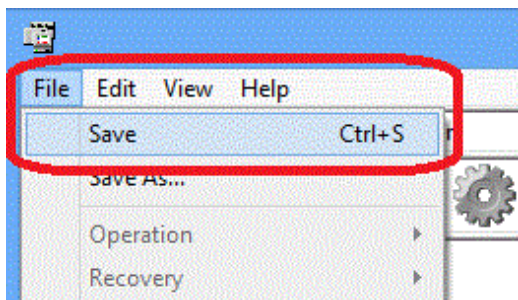 File Edit View Help
Save Ctrl+S
Save As...
Operation
Recovery